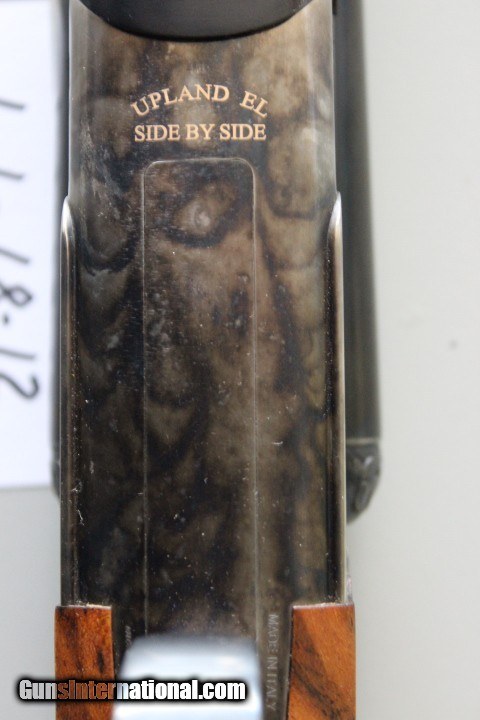 UPLAND EL
SIDE BY SIDE
MADE IN ITALY
GunsInternational.com